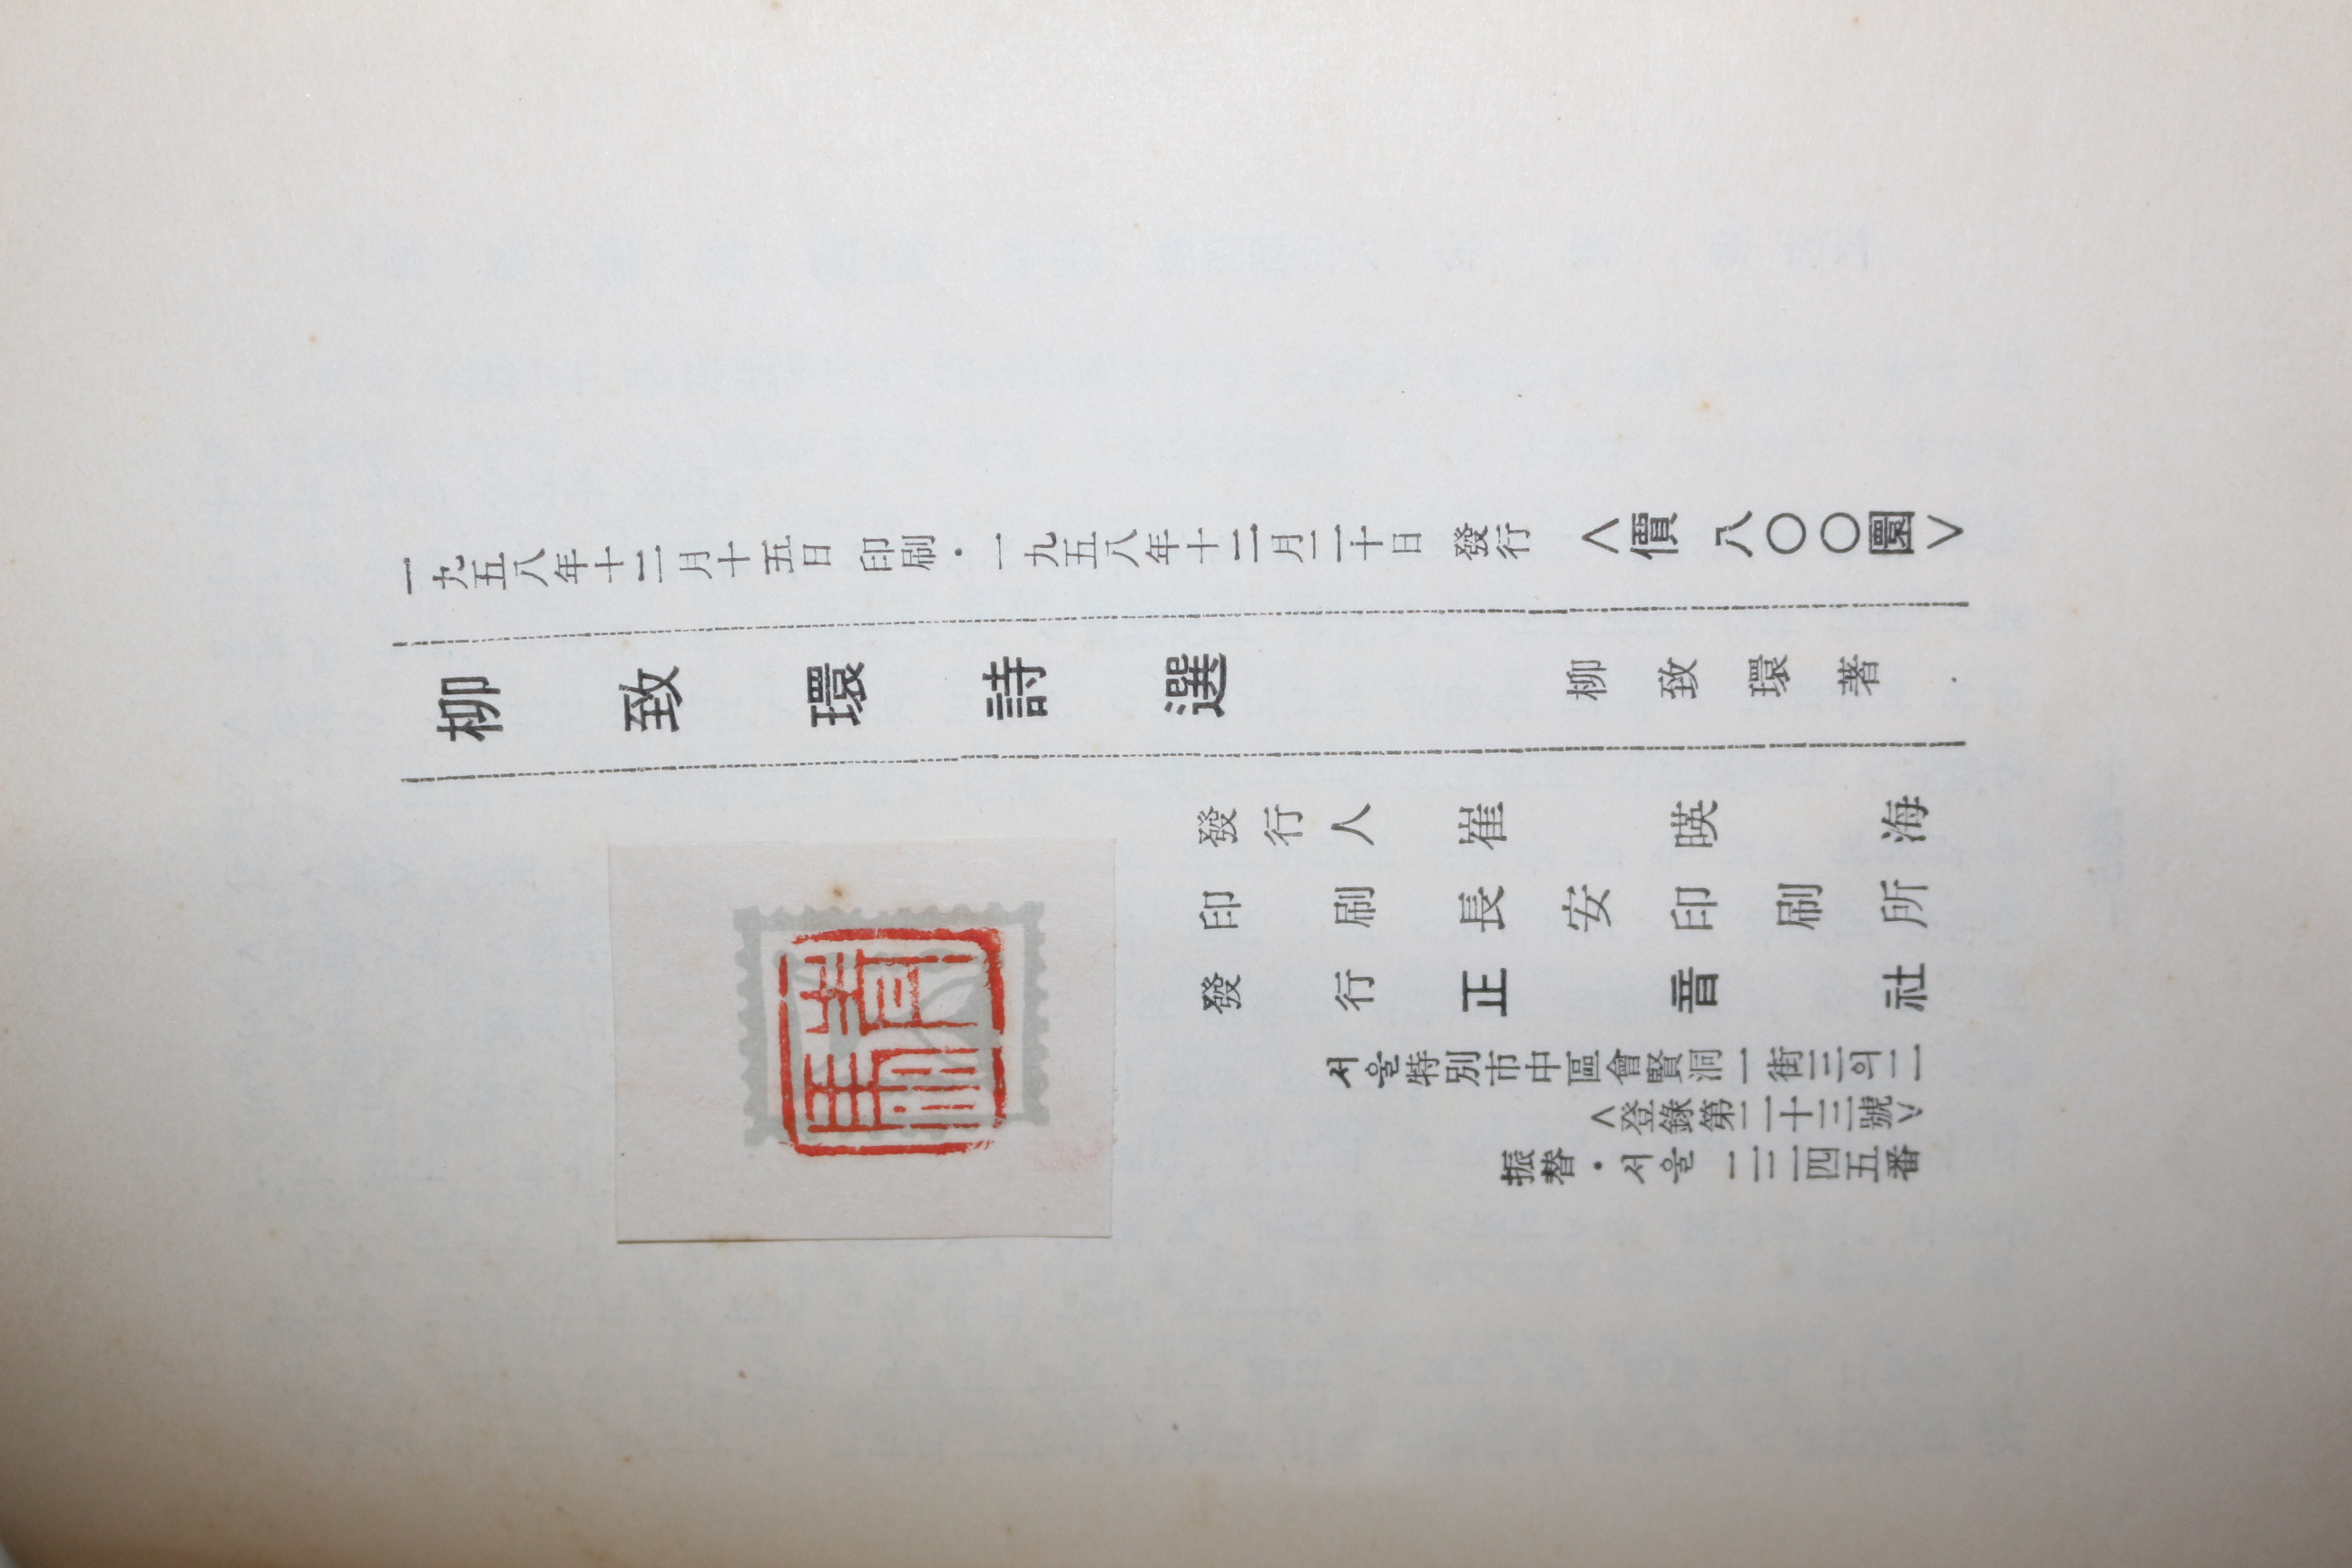 一九五八年十二月十五日 印刷・一九五八年十二月二十日 發行 <價 八〇〇圜>
柳致環詩選 柳致環著
發行人 崔暎海
印刷 長安印刷所
發行 正音社
서울特別市中區會賢洞一街三의二
<登錄第二十三號>
振替・서울 一三二四五番
靑馬